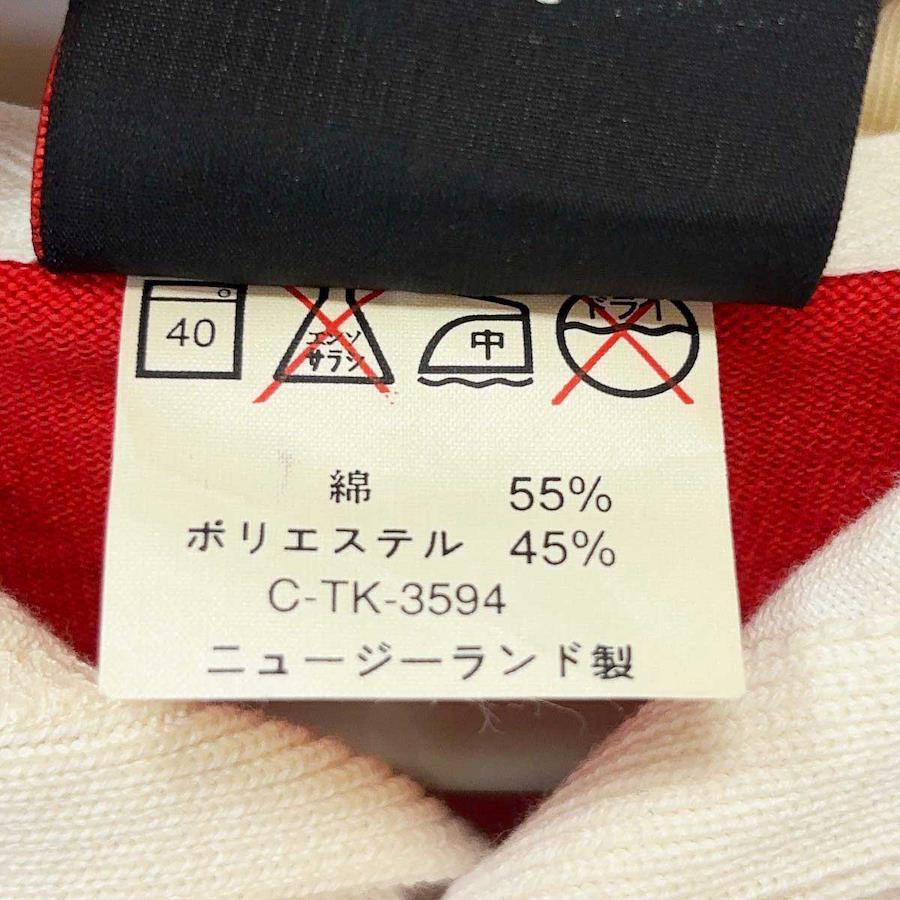 40
エンソ
サラシ
中
ドライ
綿 55%
ポリエステル 45%
C-TK-3594
ニュージーランド製